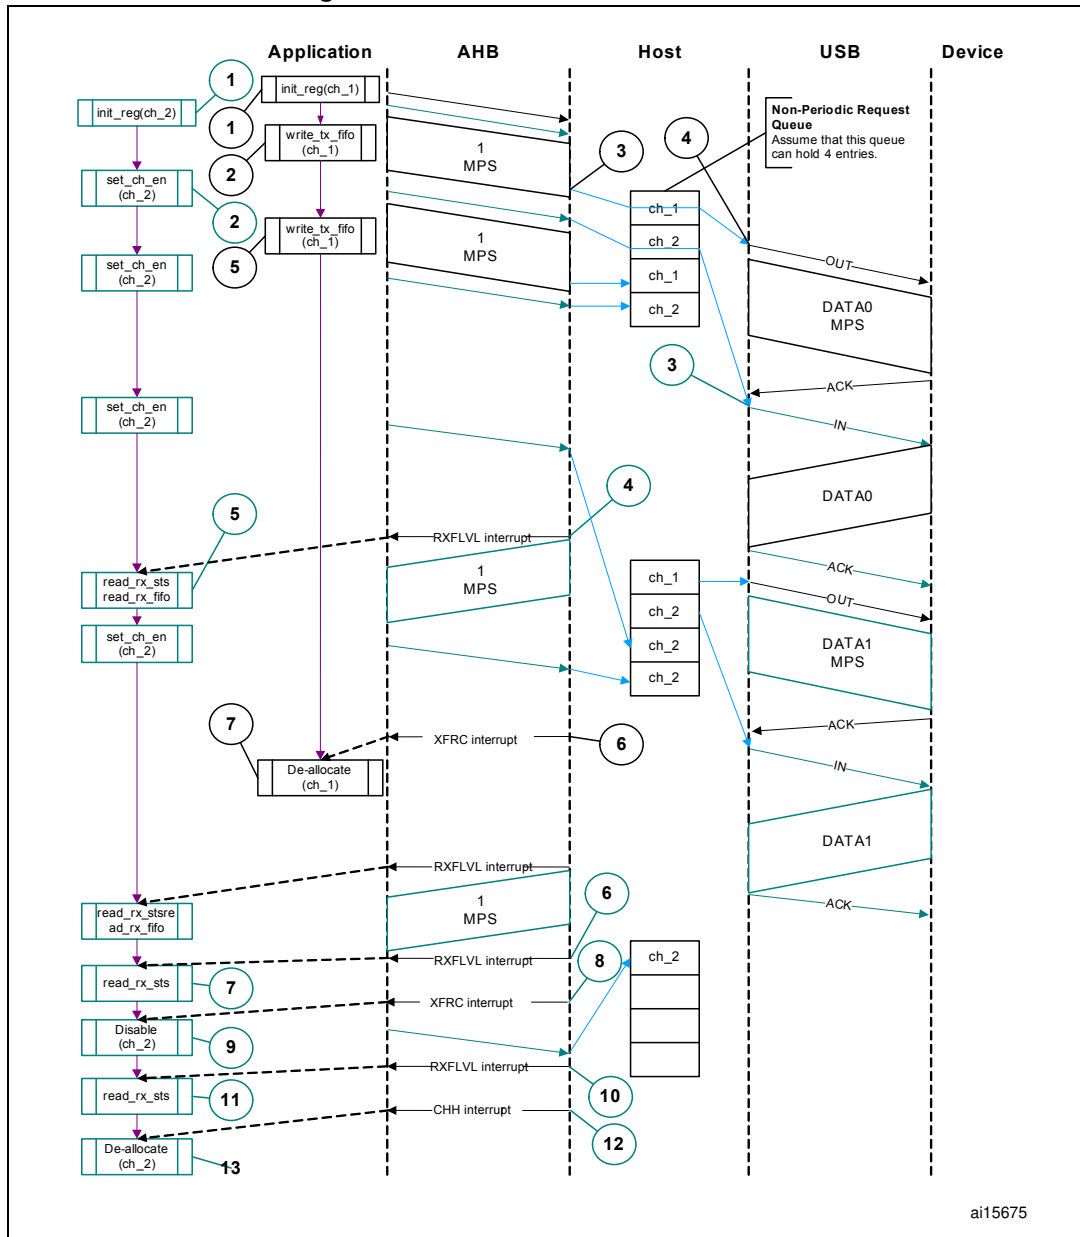 Application AHB Host USB Device
1
init_reg(ch_1)
init_reg(ch_2)
1
Non-Periodic Request
Queue
Assume that this queue
can hold 4 entries.
write_tx_fifo
(ch_1)
2
1
MPS
3
4
set_ch_en
(ch_2)
2
ch_1
ch_2
ch_1
ch_2
write_tx_fifo
(ch_1)
5
1
MPS
set_ch_en
(ch_2)
OUT
DATA0
MPS
3
ACK
set_ch_en
(ch_2)
IN
4
DATA0
5
RXFLVL interrupt
ACK
read_rx_sts
read_rx_fifo
1
MPS
ch_1
ch_2
ch_2
ch_2
OUT
set_ch_en
(ch_2)
DATA1
MPS
7
XFRC interrupt
6
ACK
De-allocate
(ch_1)
IN
DATA1
RXFLVL interrupt
6
read_rx_stsre
ad_rx_fifo
1
MPS
ACK
RXFLVL interrupt
8
ch_2
read_rx_sts
7
XFRC interrupt
Disable
(ch_2)
9
RXFLVL interrupt
10
read_rx_sts
11
CHH interrupt
12
De-allocate
(ch_2)
13
ai15675